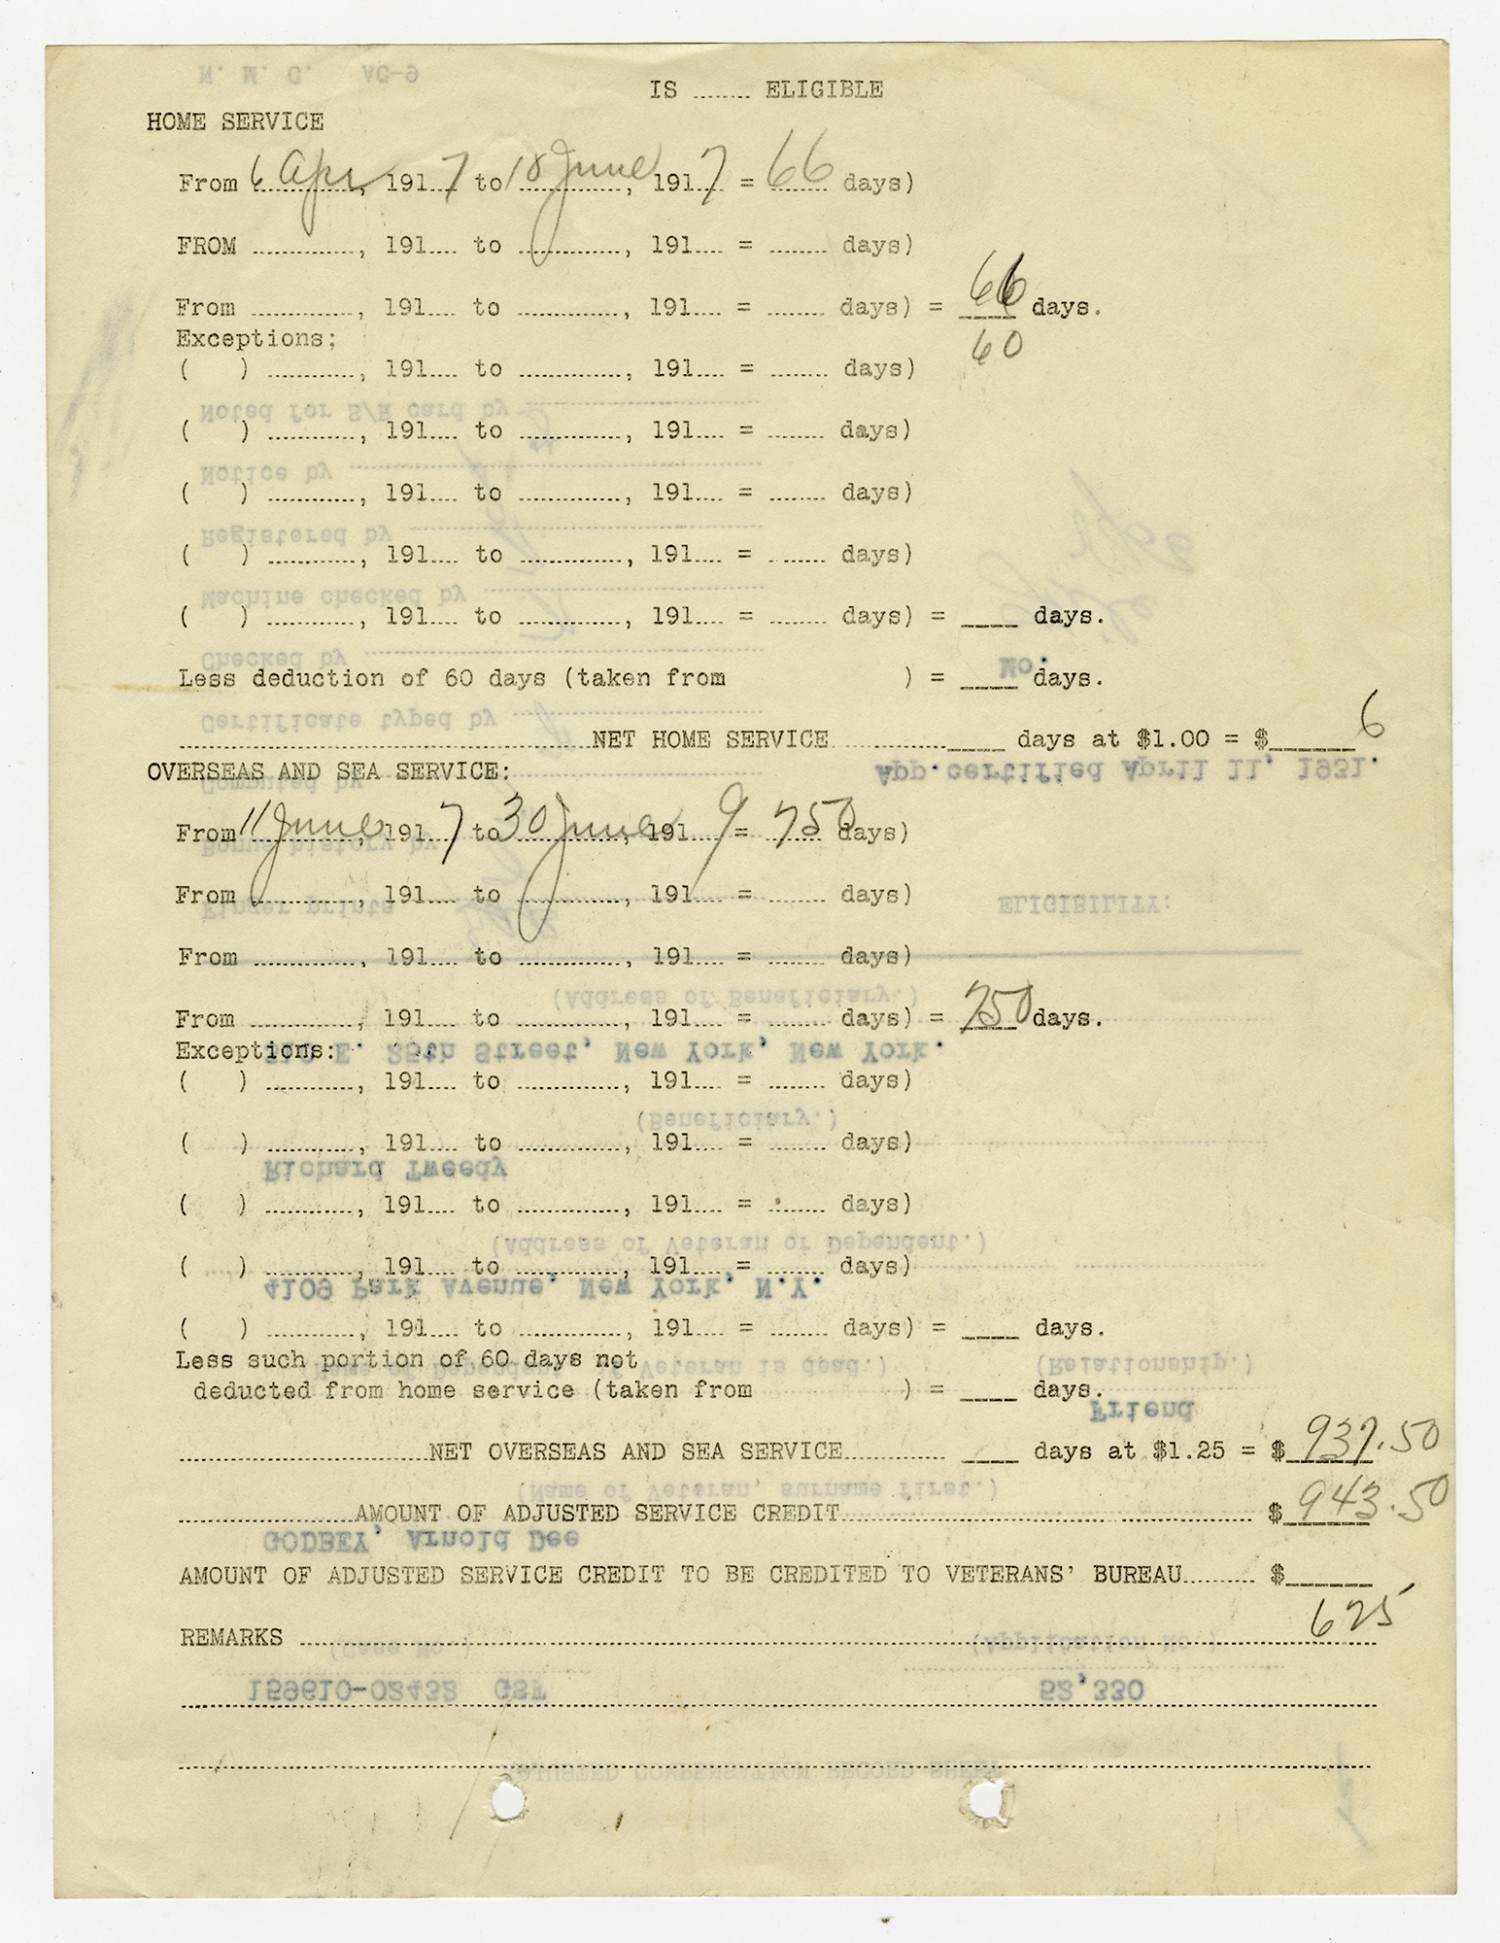 IS ........ ELIGIBLE
HOME SERVICE
From 6 Apr, 1917 to 10 June, 1917 = 66 days)
FROM ............, 191.... to ............, 191.... = ........ days)
From ............, 191.... to ............, 191.... = ........ days) = 66 days.
Exceptions;
60
( ) ............, 191.... to ............, 191.... = ........ days)
( ) ............, 191.... to ............, 191.... = ........ days)
( ) ............, 191.... to ............, 191.... = ........ days)
( ) ............, 191.... to ............, 191.... = ........ days)
( ) ............, 191.... to ............, 191.... = ........ days) = ____ days.
Less deduction of 60 days (taken from ) = ____ days.
NET HOME SERVICE ............____ days at $1.00 = $ 6
OVERSEAS AND SEA SERVICE:
From 11 June, 1917 to 30 June, 1919 = 750 days)
From ............, 191.... to ............, 191.... = ........ days)
From ............, 191.... to ............, 191.... = ........ days)
From ............, 191.... to ............, 191.... = ........ days) = 750 days.
Exceptions:
( ) ............, 191.... to ............, 191.... = ........ days)
( ) ............, 191.... to ............, 191.... = ........ days)
( ) ............, 191.... to ............, 191.... = ........ days)
( ) ............, 191.... to ............, 191.... = ........ days)
( ) ............, 191.... to ............, 191.... = ........ days) = ____ days.
Less such portion of 60 days not
deducted from home service (taken from ) = ____ days.
NET OVERSEAS AND SEA SERVICE............ ____ days at $1.25 = $ 937.50
AMOUNT OF ADJUSTED SERVICE CREDIT............ $ 943.50
AMOUNT OF ADJUSTED SERVICE CREDIT TO BE CREDITED TO VETERANS' BUREAU.......... $______
625
REMARKS ............